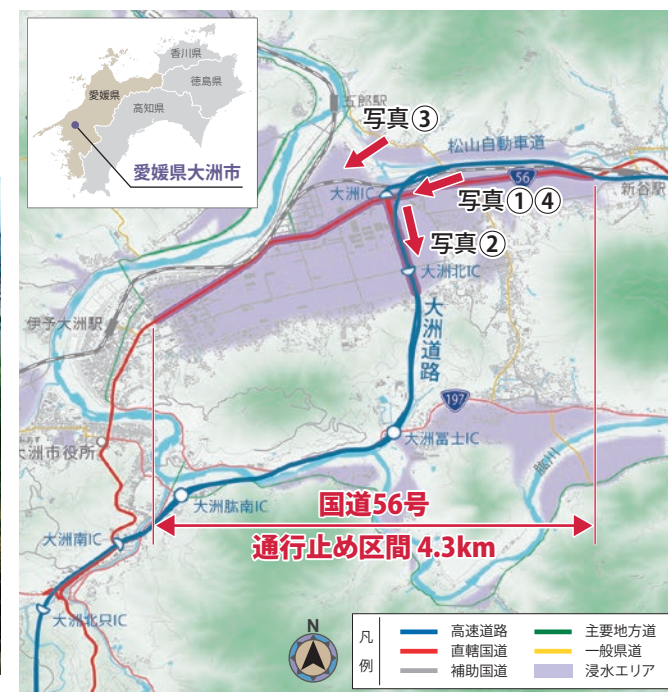 香川県
徳島県
愛媛県
高知県
愛媛県大洲市
五郎駅
写真③
松山自動車道
56
新谷駅
大洲IC
写真①④
写真②
大洲北IC
大洲道路
伊予大洲駅
197
大洲市役所
大洲冨士IC
大洲肱南IC
国道56号
通行止め区間 4.3km
大洲南IC
大洲北只IC
N
凡例
高速道路
主要地方道
直轄国道
一般県道
補助国道
浸水エリア